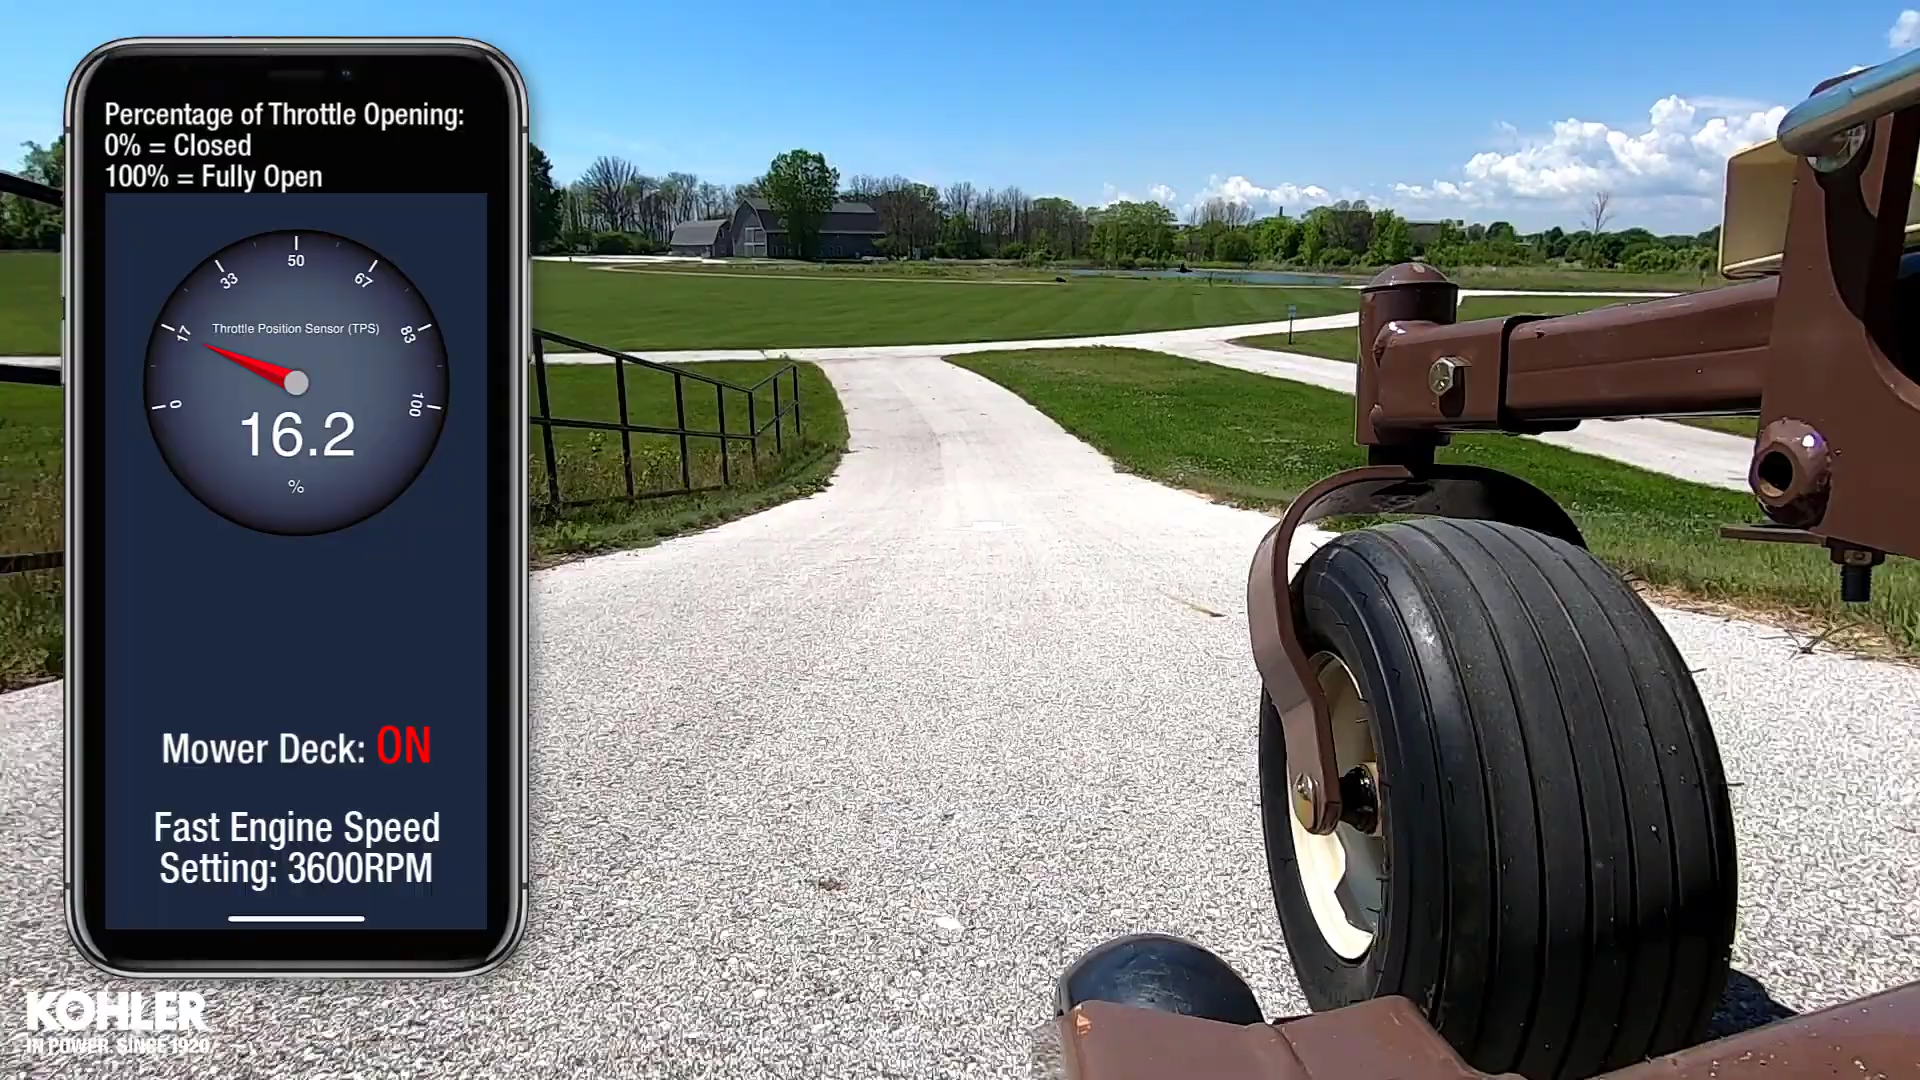 Percentage of Throttle Opening:
0% = Closed
100% = Fully Open
50
33
67
17
Throttle Position Sensor (TPS)
83
0
100
16.2
%
Mower Deck: ON
Fast Engine Speed
Setting: 3600RPM
KOHLER
IN POWER. SINCE 1920